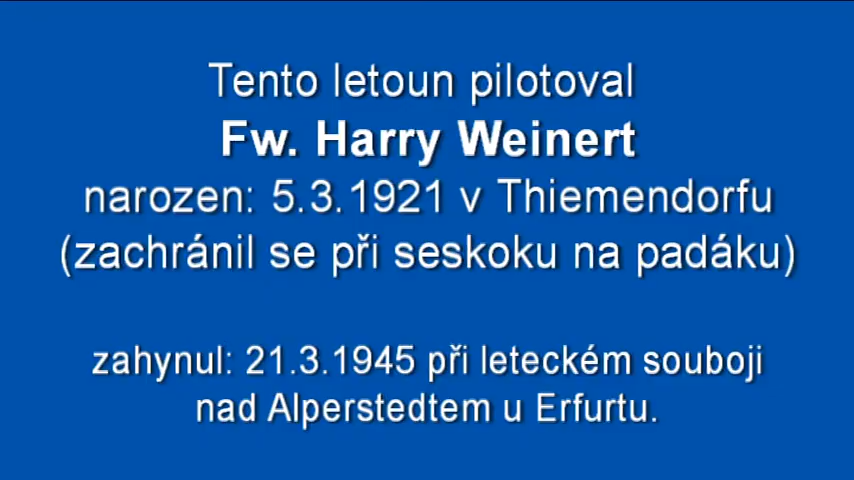 Tento letoun pilotoval
Fw. Harry Weinert
narozen: 5.3.1921 v Thiemendorfu
(zachránil se při seskoku na padáku)
zahynul: 21.3.1945 při leteckém souboji
nad Alperstedtem u Erfurtu.